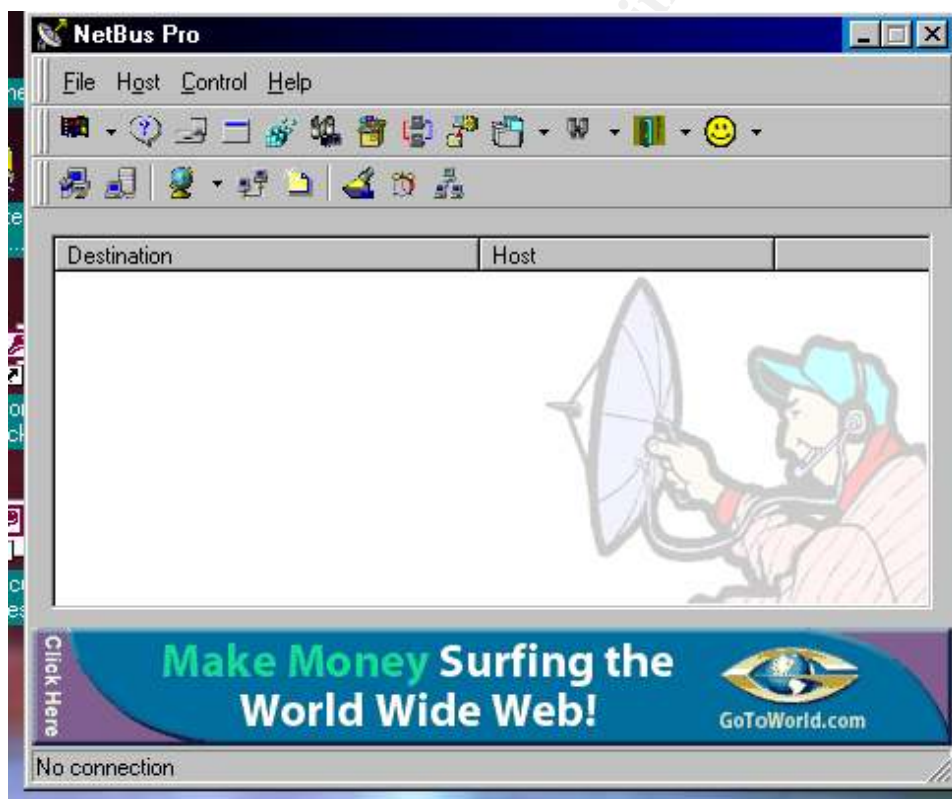 NetBus Pro
File Host Control Help
Destination Host
Click Here
Make Money Surfing the
World Wide Web!
GoToWorld.com
No connection